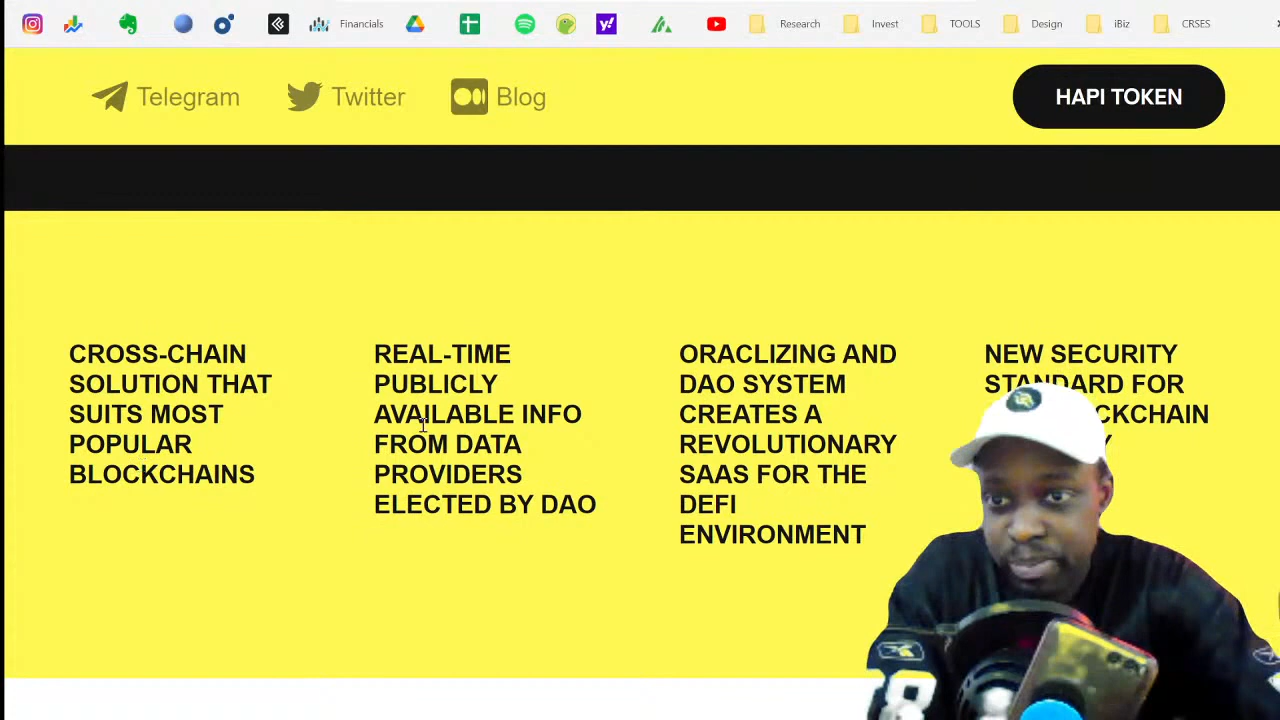 Financials
Research
Invest
TOOLS
Design
iBiz
CRSES
Telegram
Twitter
Blog
HAPI TOKEN
CROSS-CHAIN
SOLUTION THAT
SUITS MOST
POPULAR
BLOCKCHAINS
REAL-TIME
PUBLICLY
AVAILABLE INFO
FROM DATA
PROVIDERS
ELECTED BY DAO
ORACLIZING AND
DAO SYSTEM
CREATES A
REVOLUTIONARY
SAAS FOR THE
DEFI
ENVIRONMENT
NEW SECURITY
STANDARD FOR